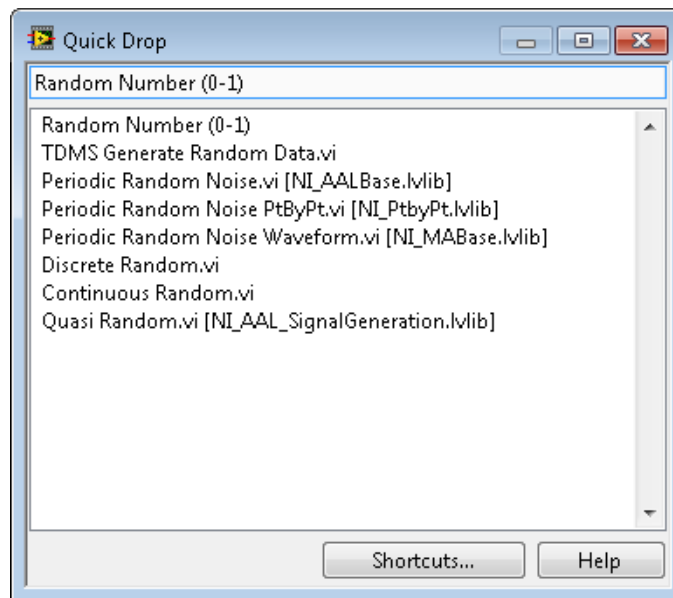 Quick Drop
Random Number (0-1)
Random Number (0-1)
TDMS Generate Random Data.vi
Periodic Random Noise.vi [NI_AALBase.lvlib]
Periodic Random Noise PtByPt.vi [NI_PtbyPt.lvlib]
Periodic Random Noise Waveform.vi [NI_MABase.lvlib]
Discrete Random.vi
Continuous Random.vi
Quasi Random.vi [NI_AAL_SignalGeneration.lvlib]
Shortcuts... Help